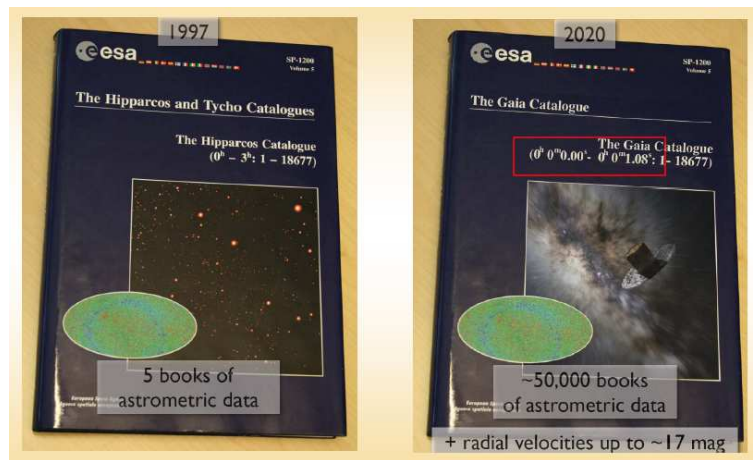 1997
esa
SP-1200
Volume 5
The Hipparcos and Tycho Catalogues
The Hipparcos Catalogue
(0ʰ – 3ʰ: 1 – 18677)
5 books of
astrometric data
2020
esa
SP-1200
Volume 5
The Gaia Catalogue
The Gaia Catalogue
(0ʰ 0ᵐ0.00ˢ- 0ʰ 0ᵐ1.08ˢ: 1- 18677)
~50,000 books
of astrometric data
+ radial velocities up to ~17 mag